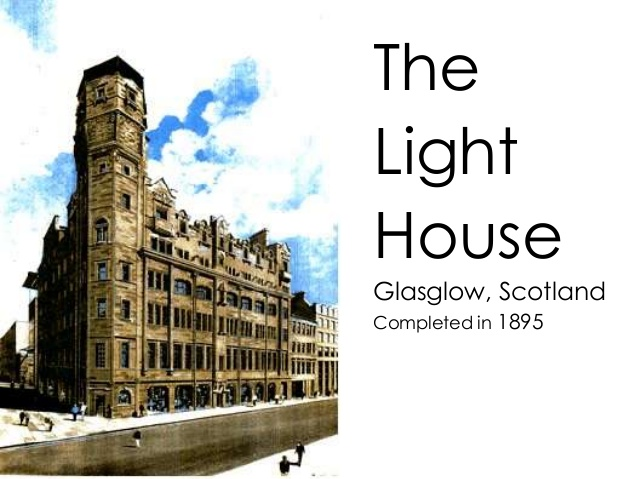 The
Light
House
Glasglow, Scotland
Completed in 1895